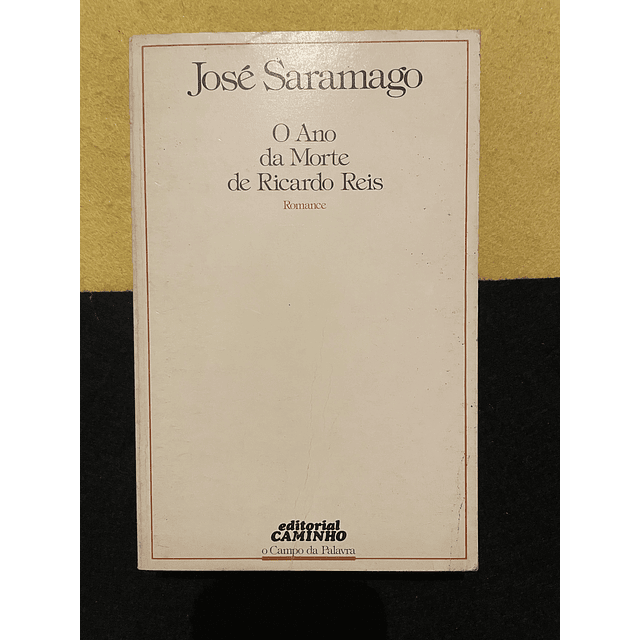 José Saramago
O Ano
da Morte
de Ricardo Reis
Romance
editorial
CAMINHO
o Campo da Palavra